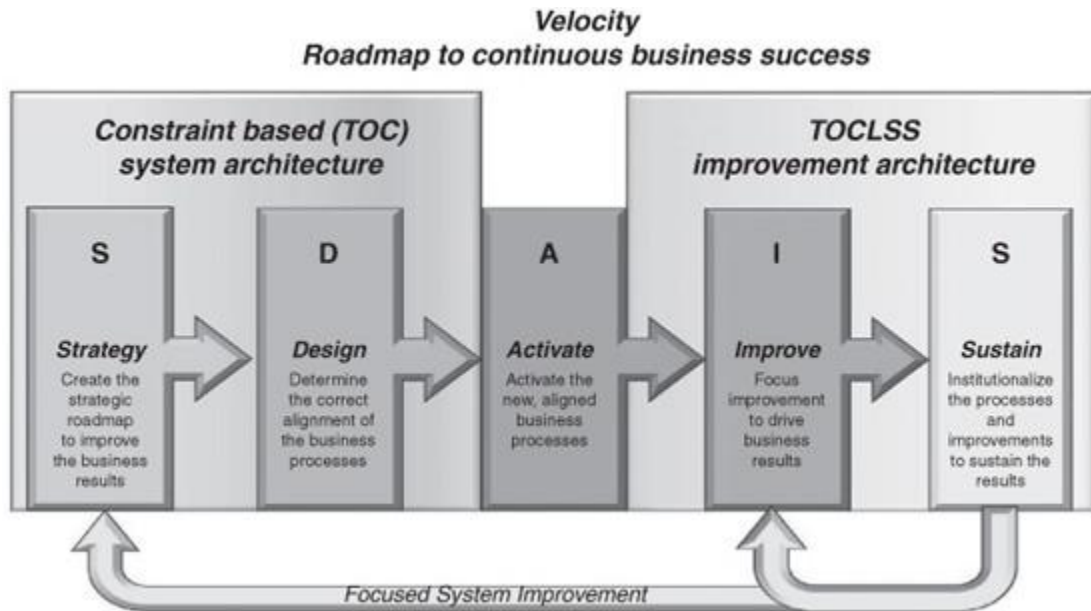 Velocity
Roadmap to continuous business success
Constraint based (TOC)
system architecture
TOCLSS
improvement architecture
S
Strategy
Create the
strategic
roadmap
to improve
the business
results
D
Design
Determine
the correct
alignment of
the business
processes
A
Activate
Activate the
new, aligned
business
processes
I
Improve
Focus
improvement
to drive
business
results
S
Sustain
Institutionalize
the processes
and
improvements
to sustain the
results
Focused System Improvement